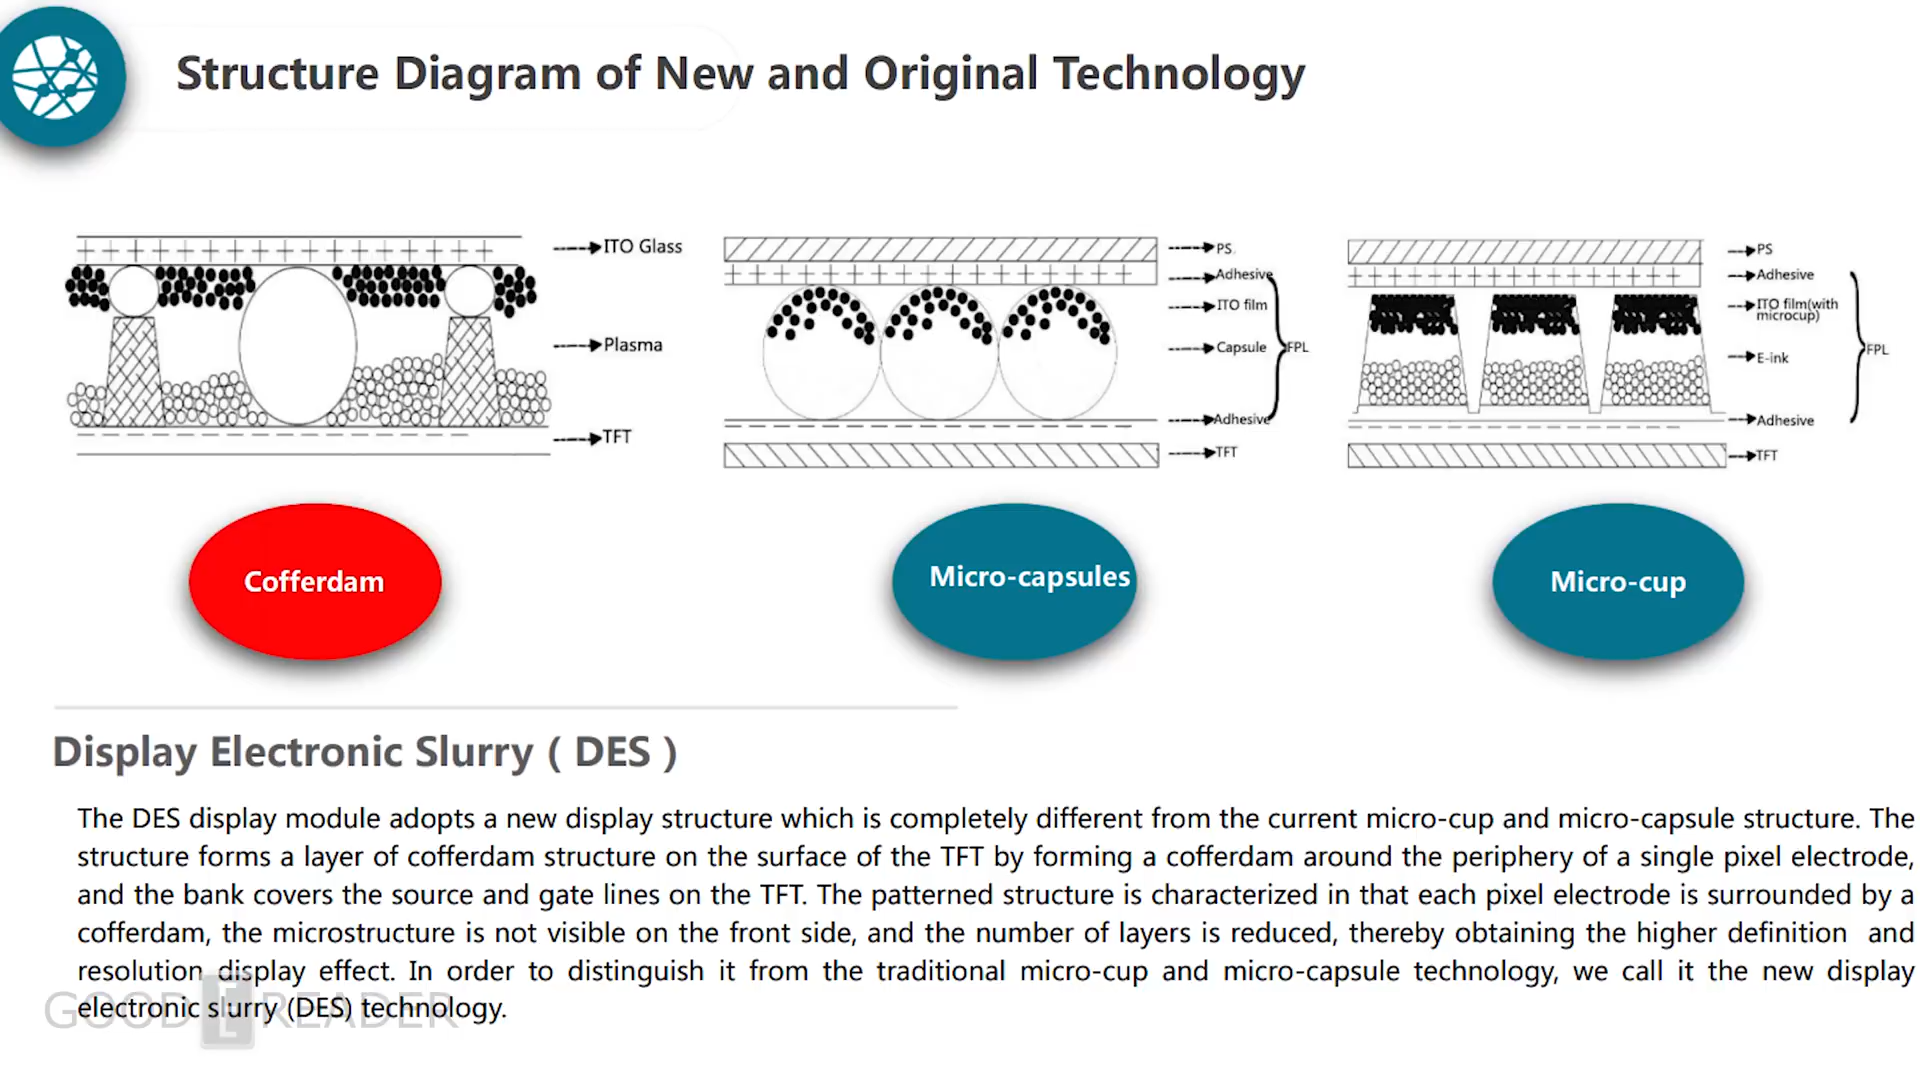 Structure Diagram of New and Original Technology
ITO Glass
Plasma
TFT
PS.
Adhesive
ITO film
Capsule
FPL
Adhesive
TFT
PS
Adhesive
ITO film(with
microcup)
E-ink
FPL
Adhesive
TFT
Cofferdam
Micro-capsules
Micro-cup
Display Electronic Slurry ( DES )
The DES display module adopts a new display structure which is completely different from the current micro-cup and micro-capsule structure. The
structure forms a layer of cofferdam structure on the surface of the TFT by forming a cofferdam around the periphery of a single pixel electrode,
and the bank covers the source and gate lines on the TFT. The patterned structure is characterized in that each pixel electrode is surrounded by a
cofferdam, the microstructure is not visible on the front side, and the number of layers is reduced, thereby obtaining the higher definition and
resolution display effect. In order to distinguish it from the traditional micro-cup and micro-capsule technology, we call it the new display
electronic slurry (DES) technology.
GOOD EREADER